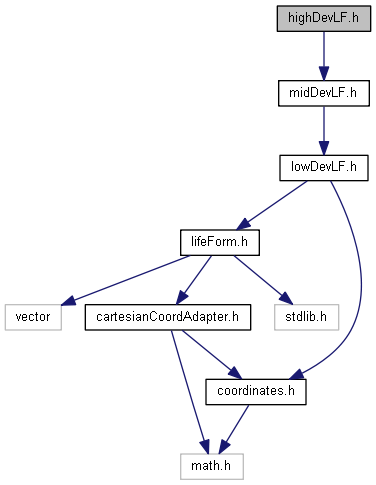 highDevLF.h
midDevLF.h
lowDevLF.h
lifeForm.h
vector
cartesianCoordAdapter.h
stdlib.h
coordinates.h
math.h